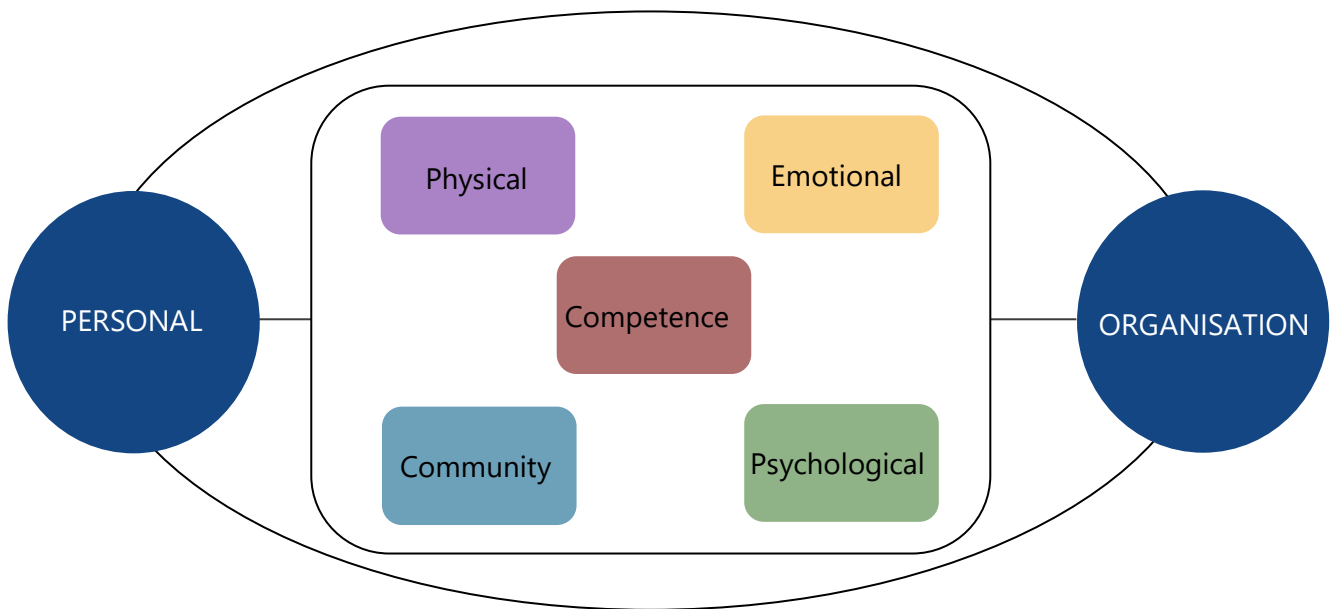 Physical
Emotional
PERSONAL
Competence
ORGANISATION
Community
Psychological